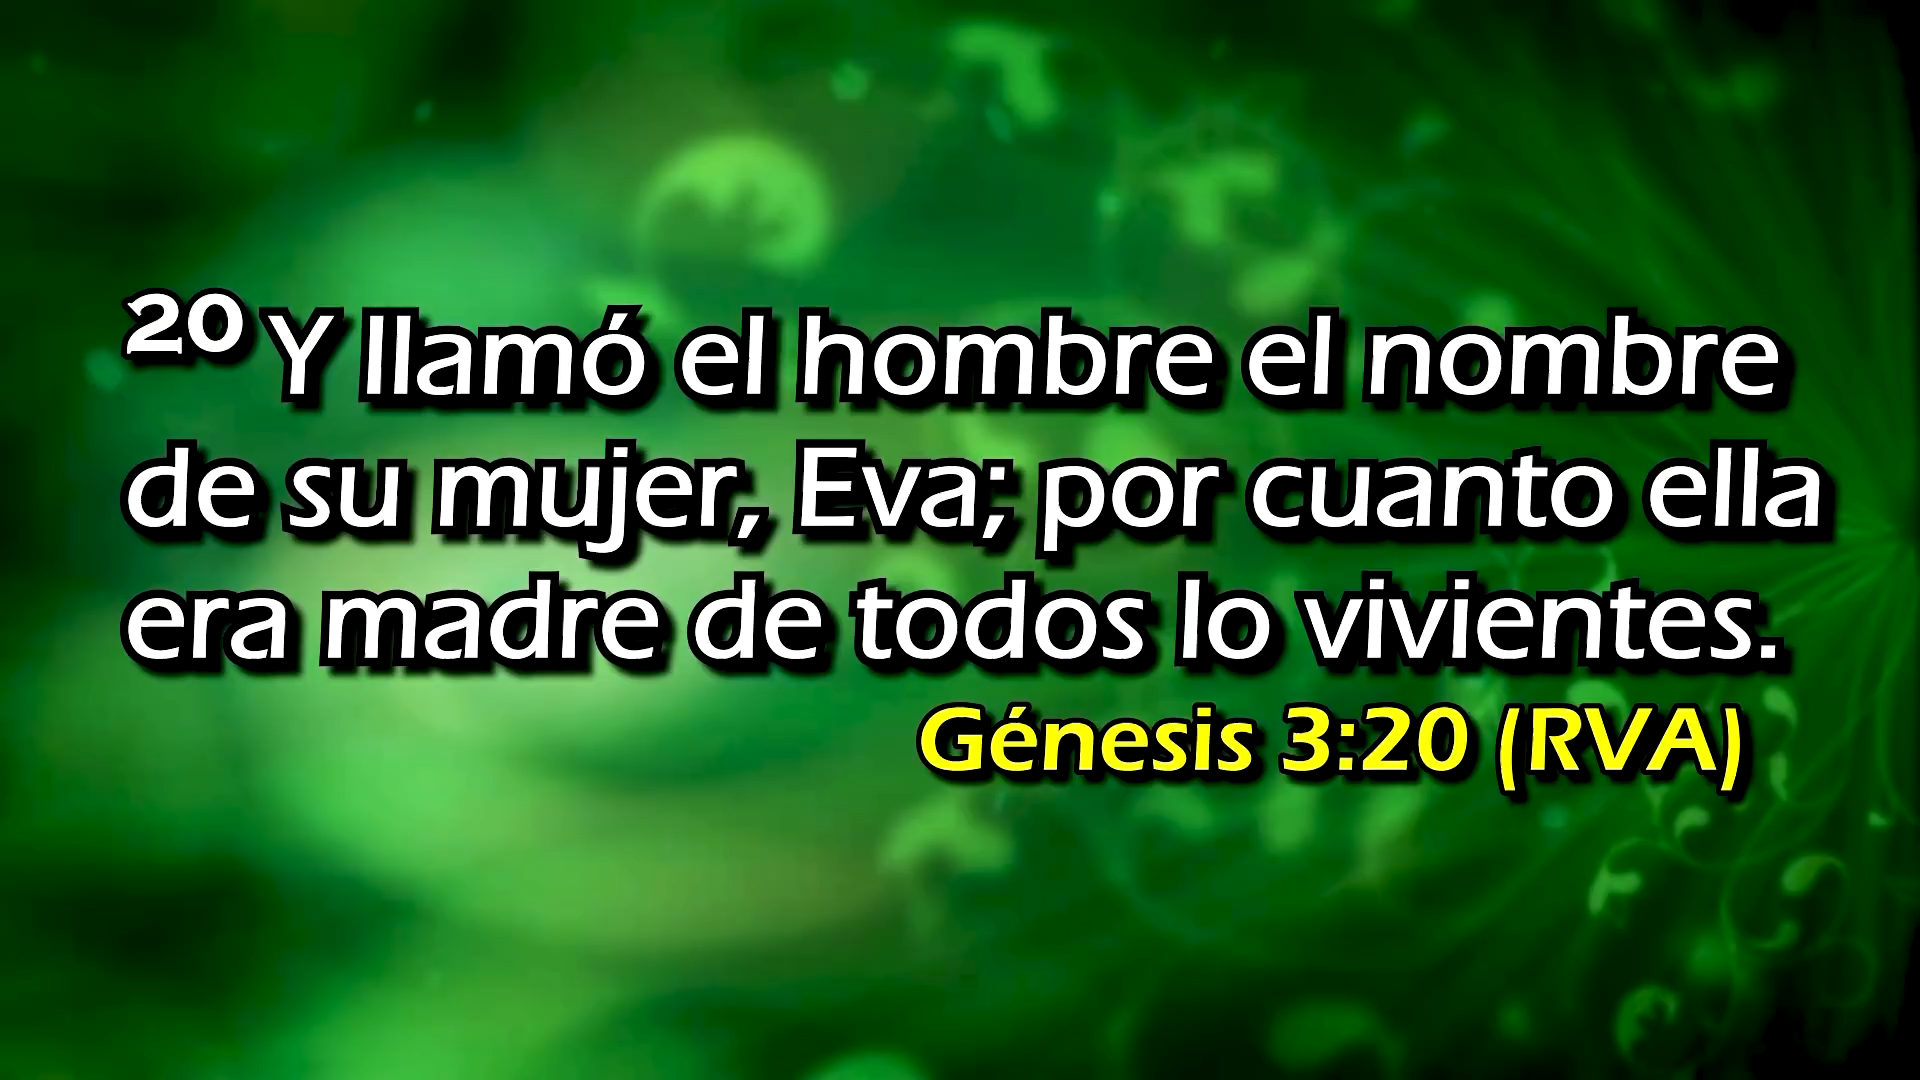 20 Y llamó el hombre el nombre
de su mujer, Eva; por cuanto ella
era madre de todos lo vivientes.
Génesis 3:20 (RVA)